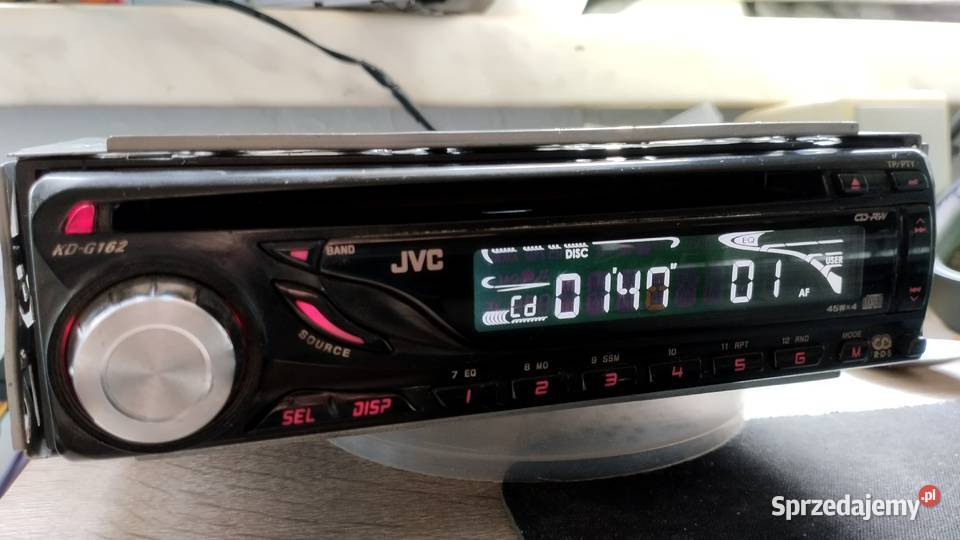 TP/PTY
CD-RW
KD-G162
BAND
JVC
DISC
EQ
USER
Cd 01'40" 01 AF
45W×4
SOURCE
7 EQ 8 MO 9 SSM 10 11 RPT 12 RND MODE
SEL DISP 1 2 3 4 5 6 M
R·D·S
Sprzedajemy.pl